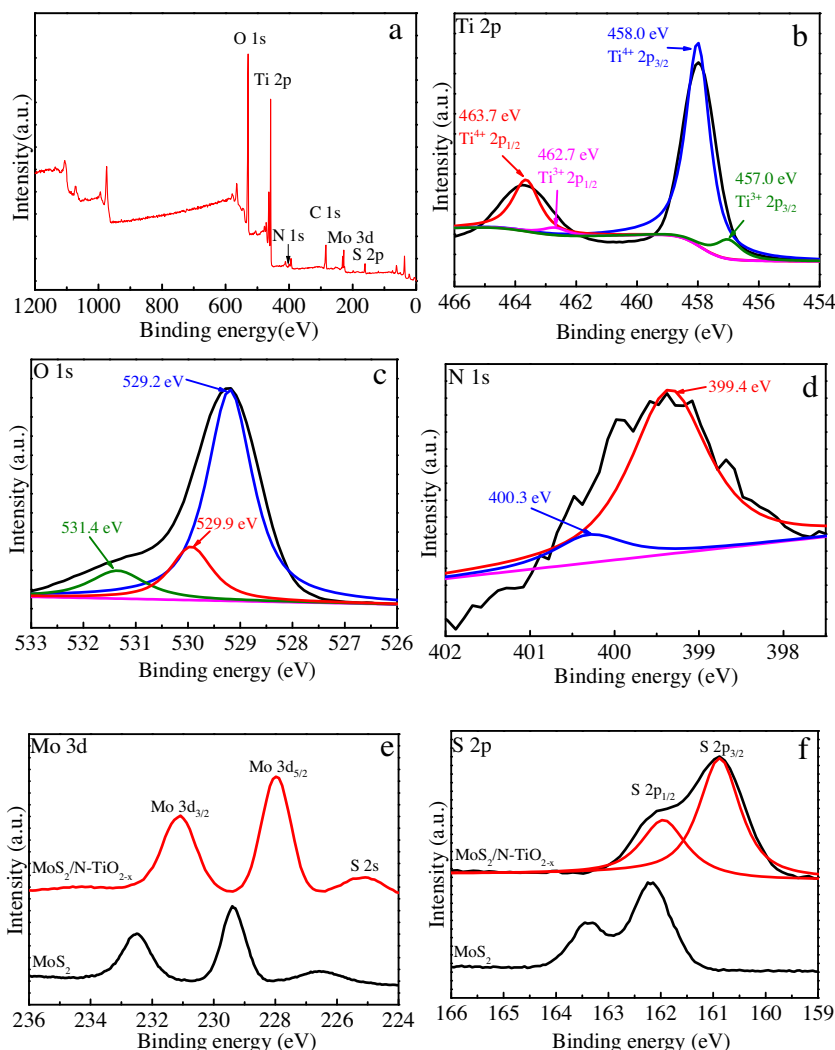 a
O 1s
Ti 2p
N 1s
C 1s
Mo 3d
S 2p
Intensity(a.u.)
1200 1000 800 600 400 200 0
Binding energy(eV)
Ti 2p
b
458.0 eV
Ti⁴⁺ 2p₃/₂
463.7 eV
Ti⁴⁺ 2p₁/₂
462.7 eV
Ti³⁺ 2p₁/₂
457.0 eV
Ti³⁺ 2p₃/₂
Intensity (a.u.)
466 464 462 460 458 456 454
Binding energy (eV)
O 1s
c
529.2 eV
531.4 eV
529.9 eV
Intensity (a.u.)
533 532 531 530 529 528 527 526
Binding energy (eV)
N 1s
d
399.4 eV
400.3 eV
Intensity (a.u.)
402 401 400 399 398
Binding energy (eV)
Mo 3d
e
Mo 3d₅/₂
Mo 3d₃/₂
S 2s
MoS₂/N-TiO₂₋ₓ
MoS₂
Intensity (a.u.)
236 234 232 230 228 226 224
Binding energy (eV)
S 2p
f
S 2p₃/₂
S 2p₁/₂
MoS₂/N-TiO₂₋ₓ
MoS₂
Intensity (a.u.)
166 165 164 163 162 161 160 159
Binding energy (eV)